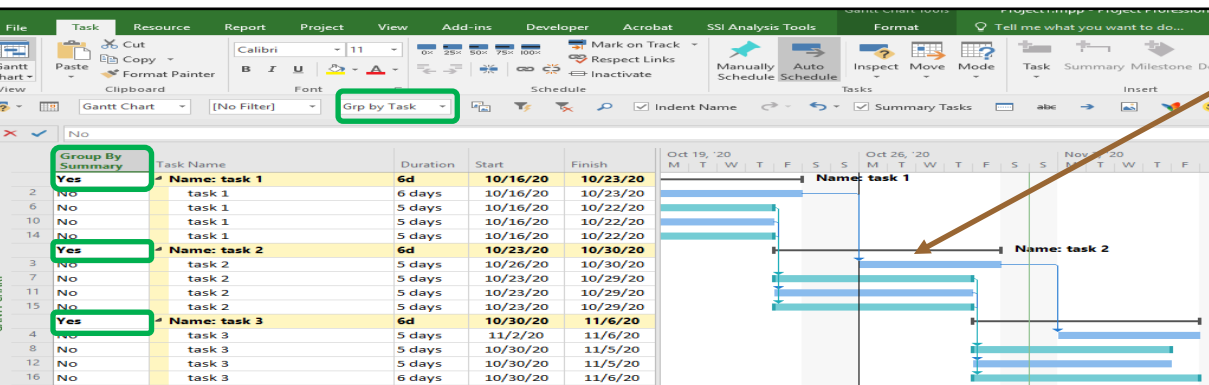 Gantt Chart Tools Project1.mpp - Project Profession
File Task Resource Report Project View Add-ins Developer Acrobat SSI Analysis Tools Format Tell me what you want to do...
Cut Calibri 11 0× 25× 50× 75× 100× Mark on Track
Gantt Paste Copy Respect Links Manually Auto Inspect Move Mode Task Summary Milestone De
hart Format Painter B I U A Inactivate Schedule Schedule
View Clipboard Font Schedule Tasks Insert
Gantt Chart [No Filter] Grp by Task Indent Name Summary Tasks abc
No
Group By Oct 19, '20 Oct 26, '20 Nov 20
Summary Task Name Duration Start Finish M T W T F S S M T W T F S S M T W T F
Yes Name: task 1 6d 10/16/20 10/23/20 Name: task 1
2 No task 1 6 days 10/16/20 10/23/20
6 No task 1 5 days 10/16/20 10/22/20
10 No task 1 5 days 10/16/20 10/22/20
14 No task 1 5 days 10/16/20 10/22/20
Yes Name: task 2 6d 10/23/20 10/30/20 Name: task 2
3 No task 2 5 days 10/26/20 10/30/20
7 No task 2 5 days 10/23/20 10/29/20
11 No task 2 5 days 10/23/20 10/29/20
15 No task 2 5 days 10/23/20 10/29/20
Yes Name: task 3 6d 10/30/20 11/6/20
4 No task 3 5 days 11/2/20 11/6/20
8 No task 3 5 days 10/30/20 11/5/20
12 No task 3 5 days 10/30/20 11/5/20
16 No task 3 6 days 10/30/20 11/6/20